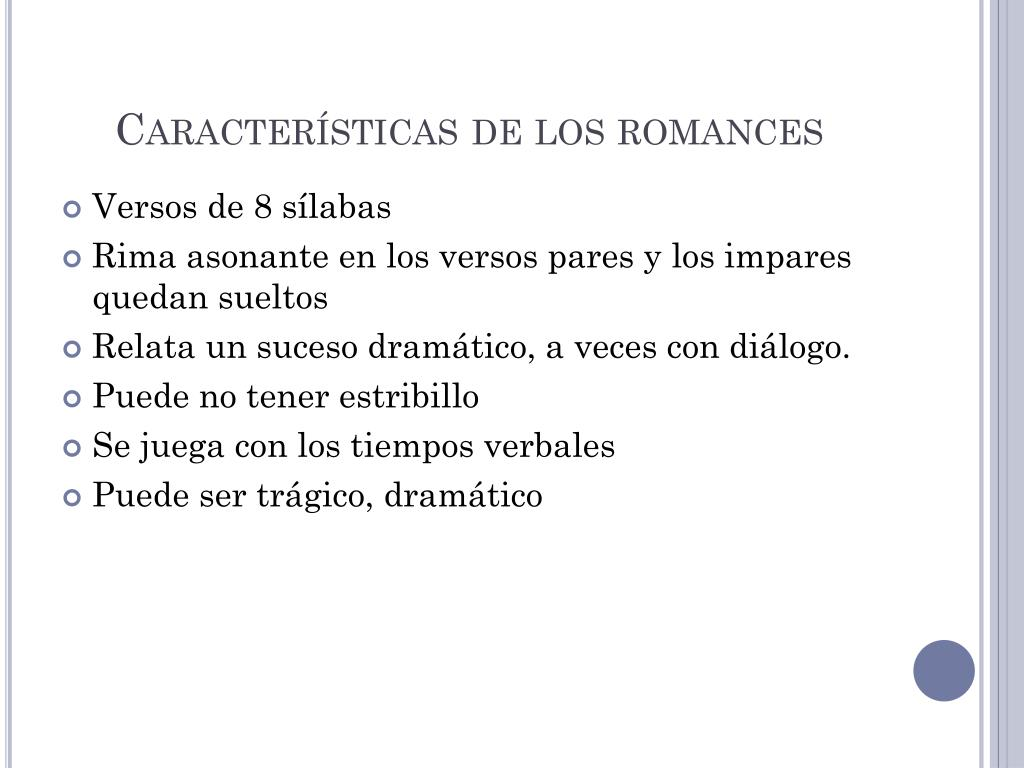 Características de los romances
Versos de 8 sílabas
Rima asonante en los versos pares y los impares
quedan sueltos
Relata un suceso dramático, a veces con diálogo.
Puede no tener estribillo
Se juega con los tiempos verbales
Puede ser trágico, dramático